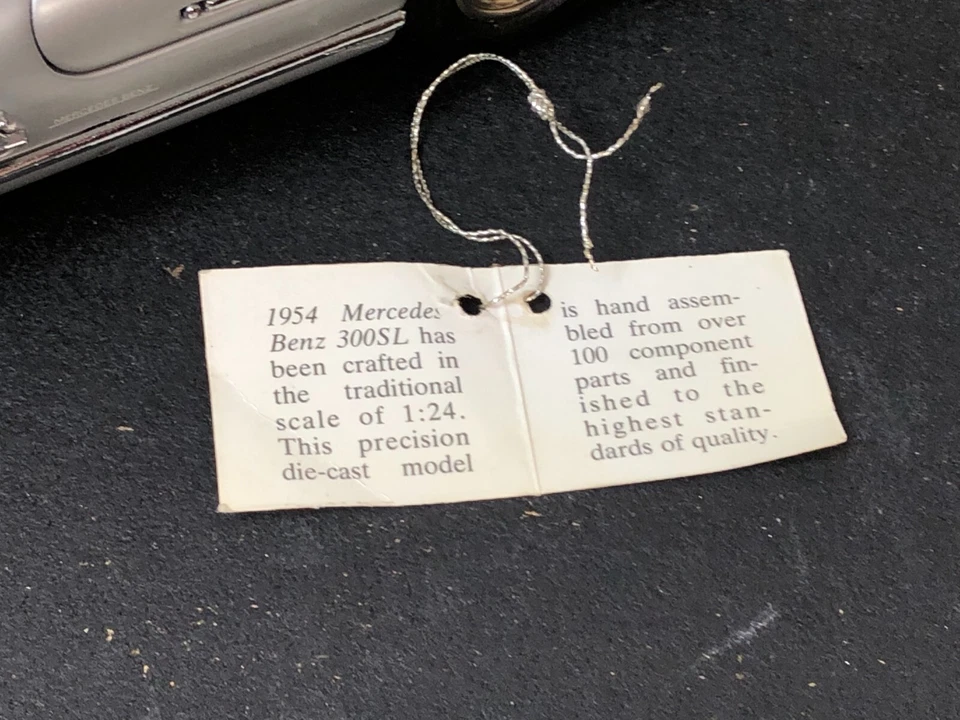 MERCEDES BENZ
1954 Mercedes
Benz 300SL has
been crafted in
the traditional
scale of 1:24.
This precision
die-cast model
is hand assem-
bled from over
100 component
parts and fin-
ished to the
highest stan-
dards of quality.